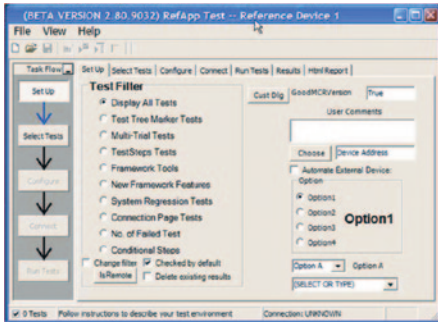 (BETA VERSION 2.80.9032) RefApp Test -- Reference Device 1
File View Help
Task Flow
Set Up Select Tests Configure Connect Run Tests Results Html Report
Set Up
Select Tests
Configure
Connect
Run Tests
Test Filler
Display All Tests
Test Tree Marker Tests
Multi-Trial Tests
TestSteps Tests
Framework Tools
New Framework Features
System Regression Tests
Connection Page Tests
No. of Failed Test
Conditional Steps
Change filter Checked by default
IsRemote Delete existing results
Cust Dlg GoodMCRVersion True
User Comments
Choose Device Address
Automate External Device
Option
Option1
Option2
Option3
Option4
Option1
Option A Option A
(SELECT OR TYPE)
0 Tests Follow instructions to describe your test environment Connection: UNKNOWN